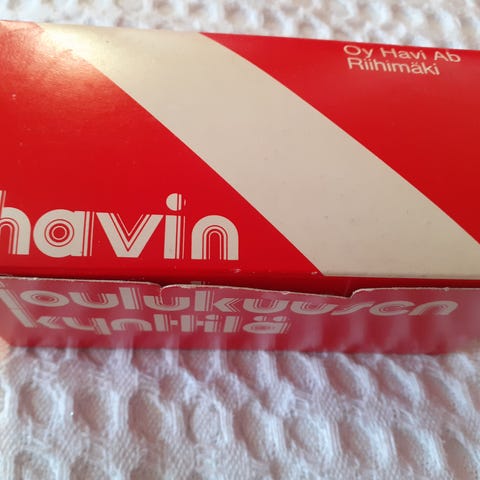 Oy Havi Ab
Riihimäki
havin
joulukuusen
kynttilä